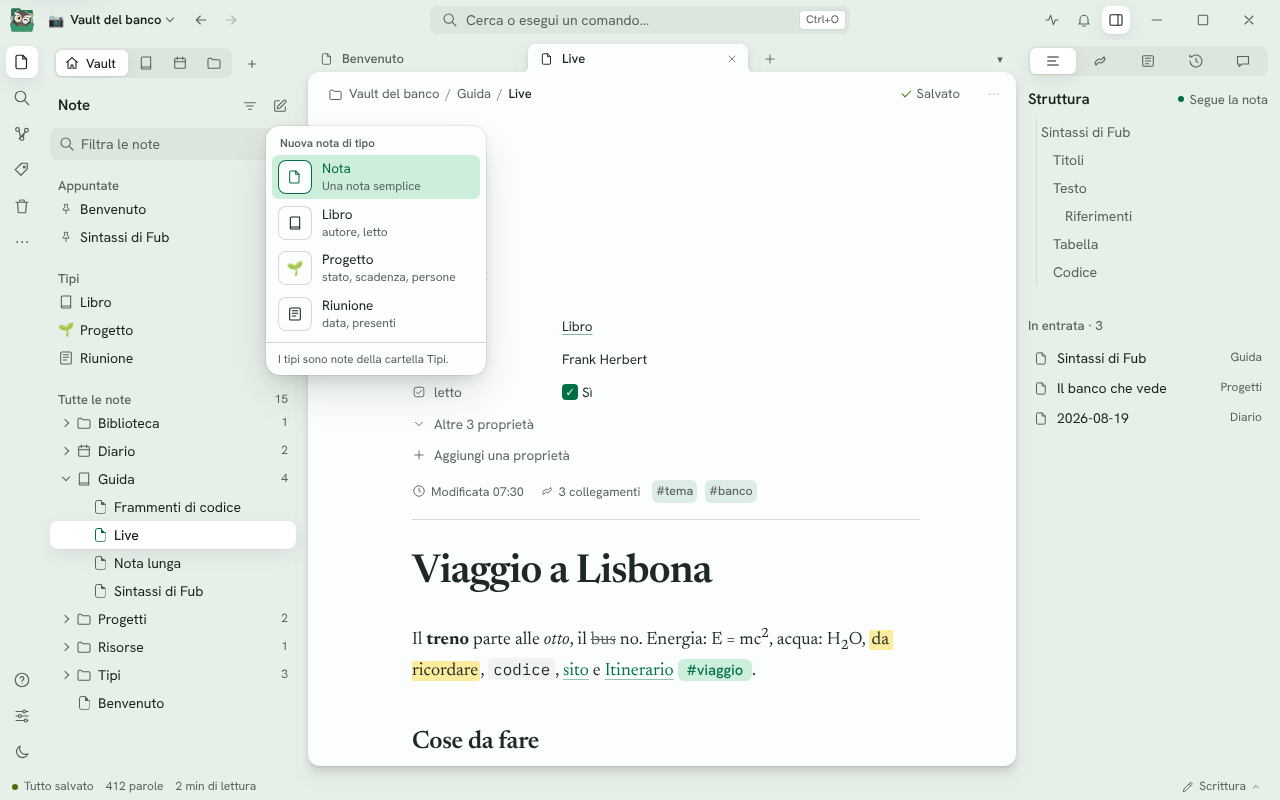 Vault del banco
Cerca o esegui un comando…
Ctrl+O
Vault
Benvenuto
Live
Note
Filtra le note
Appuntate
Benvenuto
Sintassi di Fub
Tipi
Libro
Progetto
Riunione
Tutte le note 15
Biblioteca 1
Diario 2
Guida 4
Frammenti di codice
Live
Nota lunga
Sintassi di Fub
Progetti 2
Risorse 1
Tipi 3
Benvenuto
Nuova nota di tipo
Nota
Una nota semplice
Libro
autore, letto
Progetto
stato, scadenza, persone
Riunione
data, presenti
I tipi sono note della cartella Tipi.
Vault del banco / Guida / Live
Salvato
Libro
Frank Herbert
letto Sì
Altre 3 proprietà
Aggiungi una proprietà
Modificata 07:30 3 collegamenti #tema #banco
Viaggio a Lisbona
Il treno parte alle otto, il bus no. Energia: E = mc², acqua: H₂O, da
ricordare, codice, sito e Itinerario #viaggio.
Cose da fare
Struttura
Segue la nota
Sintassi di Fub
Titoli
Testo
Riferimenti
Tabella
Codice
In entrata · 3
Sintassi di Fub Guida
Il banco che vede Progetti
2026-08-19 Diario
Tutto salvato 412 parole 2 min di lettura
Scrittura